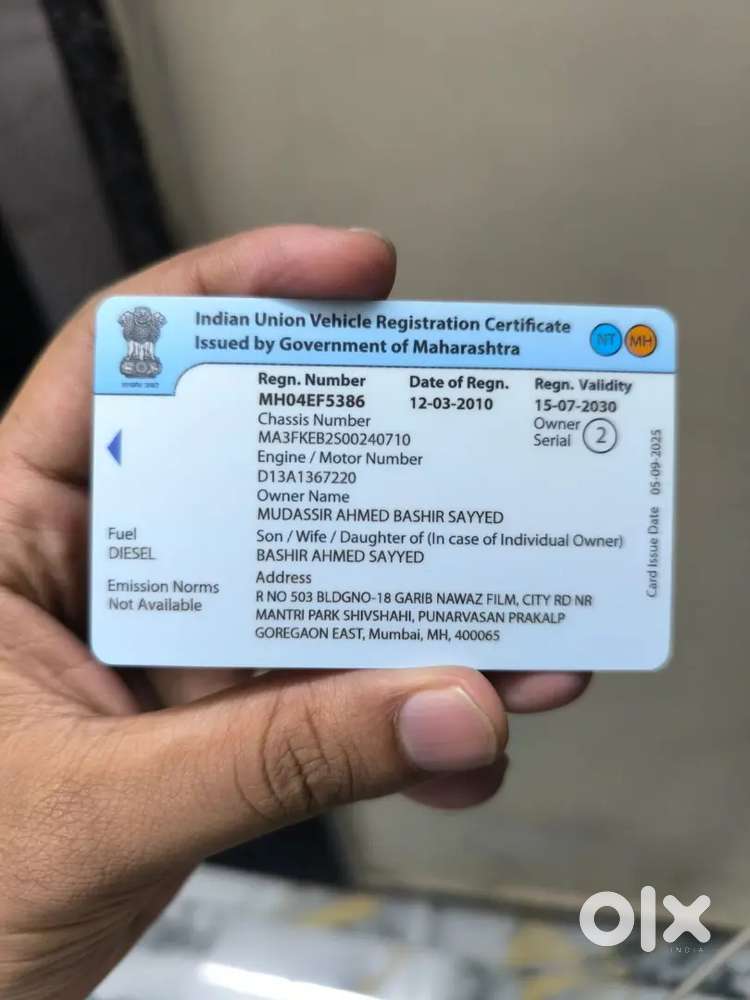 Indian Union Vehicle Registration Certificate
Issued by Government of Maharashtra
NT MH
Regn. Number Date of Regn. Regn. Validity
MH04EF5386 12-03-2010 15-07-2030
Chassis Number
MA3FKEB2S00240710
Owner Serial 2
Engine / Motor Number
D13A1367220
Owner Name
MUDASSIR AHMED BASHIR SAYYED
Fuel
DIESEL
Son / Wife / Daughter of (In case of Individual Owner)
BASHIR AHMED SAYYED
Emission Norms
Not Available
Address
R NO 503 BLDGNO-18 GARIB NAWAZ FILM, CITY RD NR
MANTRI PARK SHIVSHAHI, PUNARVASAN PRAKALP
GOREGAON EAST, Mumbai, MH, 400065
Card Issue Date 05-09-2025
olx
INDIA